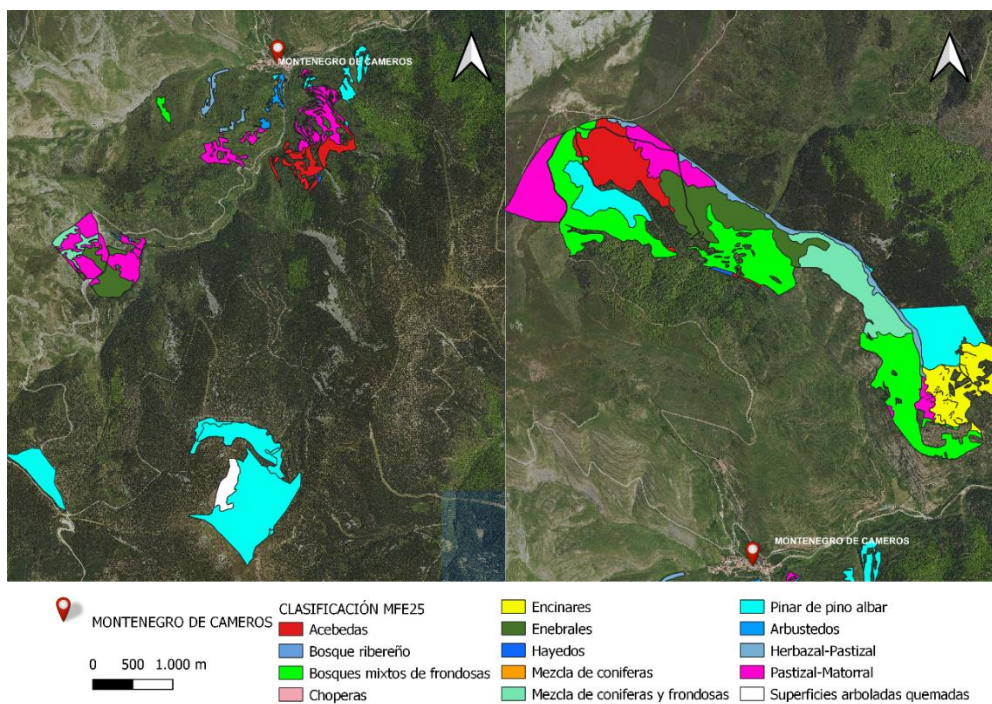 MONTENEGRO DE CAMEROS
MONTENEGRO DE CAMEROS
MONTENEGRO DE CAMEROS
0 500 1.000 m
CLASIFICACIÓN MFE25
Acebedas
Bosque ribereño
Bosques mixtos de frondosas
Choperas
Encinares
Enebrales
Hayedos
Mezcla de coniferas
Mezcla de coniferas y frondosas
Pinar de pino albar
Arbustedos
Herbazal-Pastizal
Pastizal-Matorral
Superficies arboladas quemadas